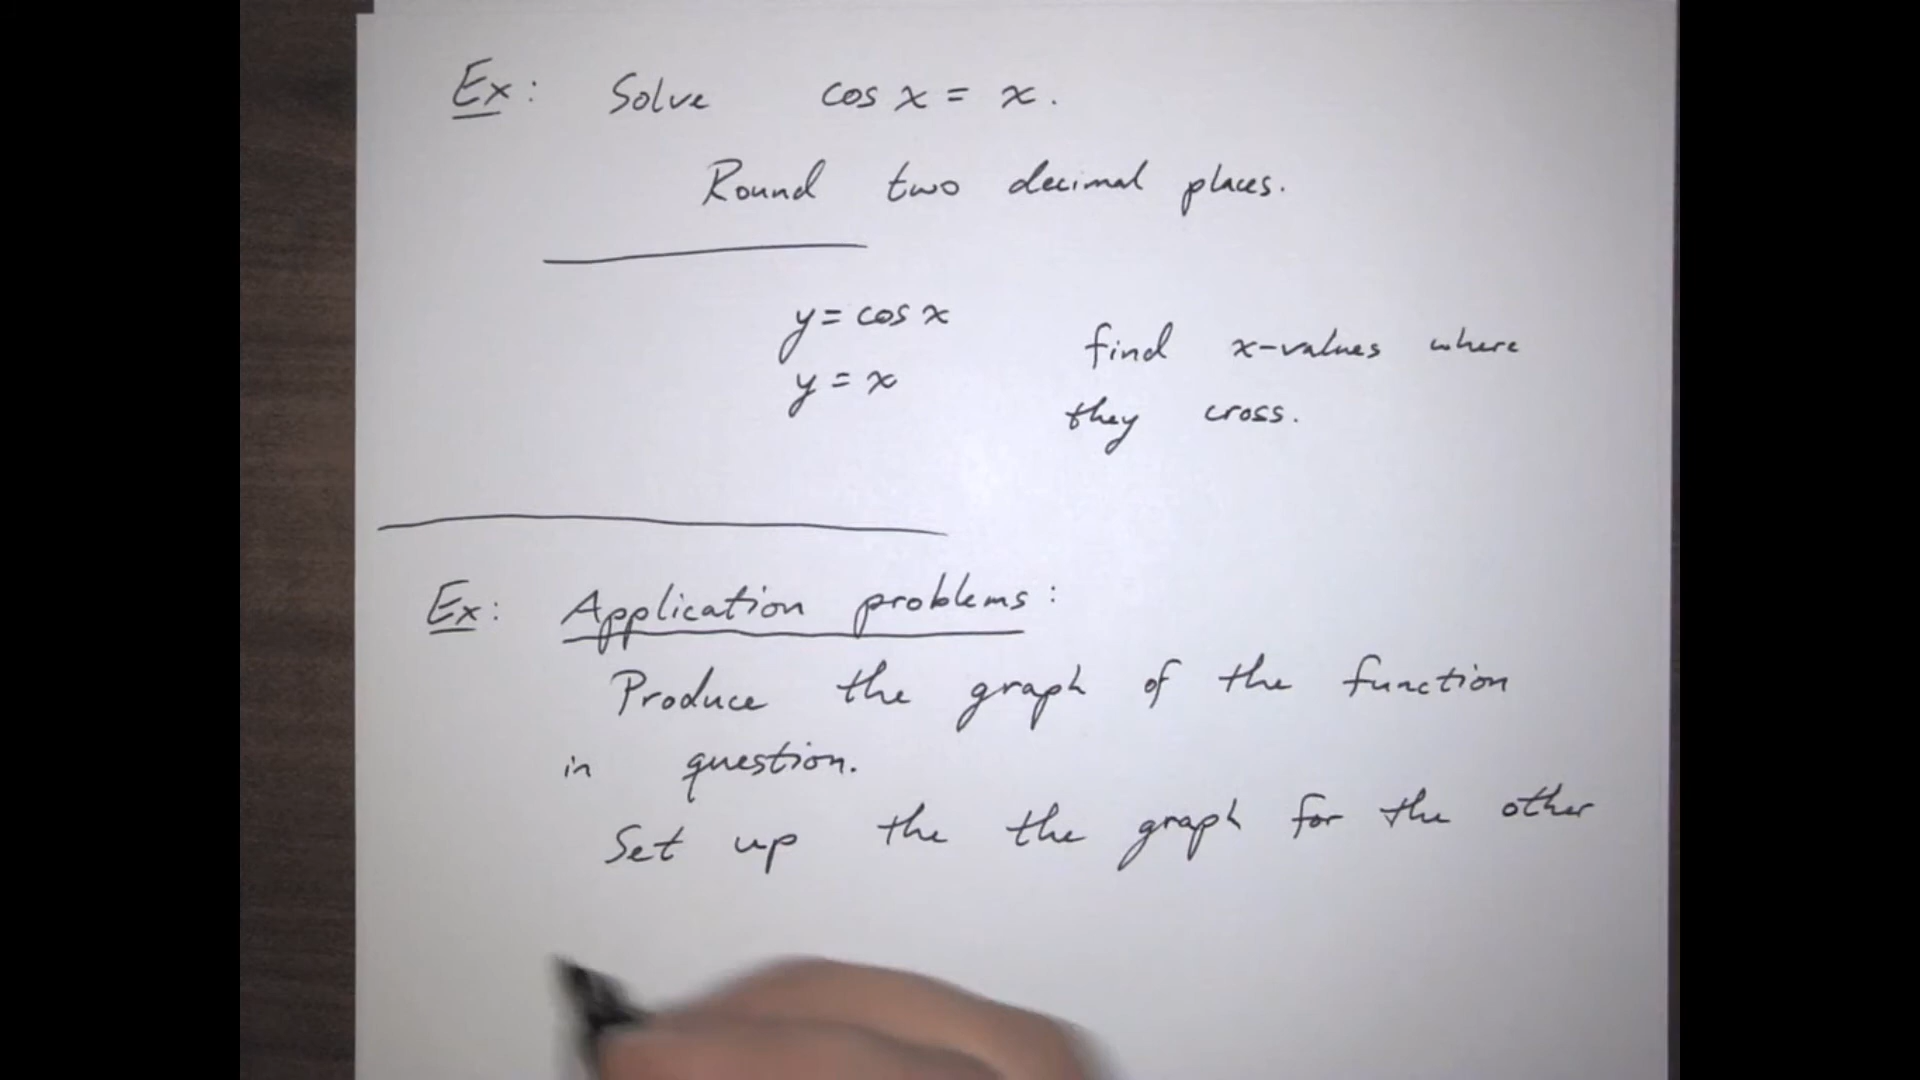 Ex: Solve cos x = x.
Round two decimal places.
y = cos x
y = x
find x-values where
they cross.
Ex: Application problems:
Produce the graph of the function
in question.
Set up the the graph for the other